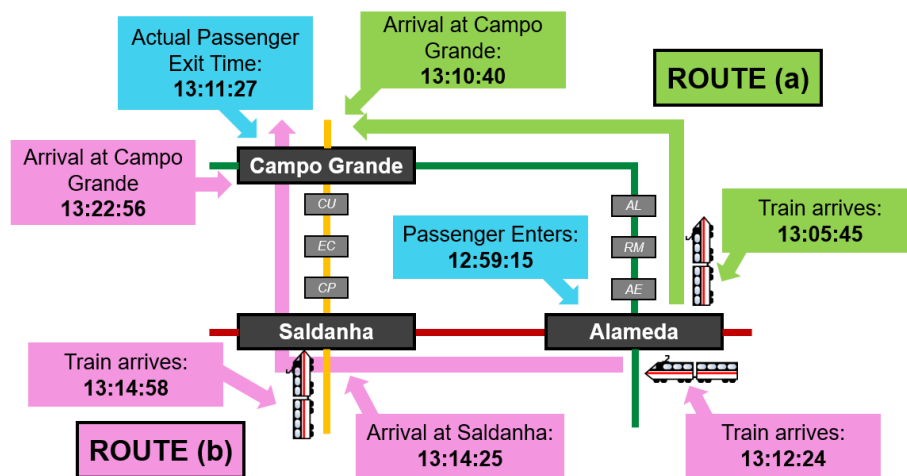 Actual Passenger
Exit Time:
13:11:27
Arrival at Campo
Grande:
13:10:40
ROUTE (a)
Arrival at Campo
Grande
13:22:56
Campo Grande
CU
EC
CP
AL
RM
AE
Passenger Enters:
12:59:15
Train arrives:
13:05:45
Saldanha
Alameda
Train arrives:
13:14:58
ROUTE (b)
Arrival at Saldanha:
13:14:25
Train arrives:
13:12:24